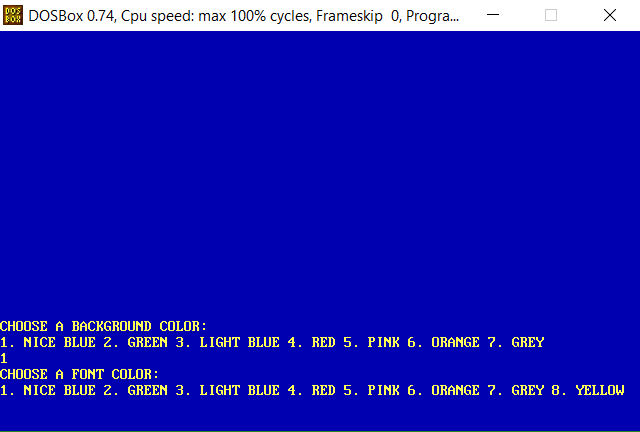 DOS
BOX
DOSBox 0.74, Cpu speed: max 100% cycles, Frameskip  0, Progra...
CHOOSE A BACKGROUND COLOR:
1. NICE BLUE 2. GREEN 3. LIGHT BLUE 4. RED 5. PINK 6. ORANGE 7. GREY
1
CHOOSE A FONT COLOR:
1. NICE BLUE 2. GREEN 3. LIGHT BLUE 4. RED 5. PINK 6. ORANGE 7. GREY 8. YELLOW